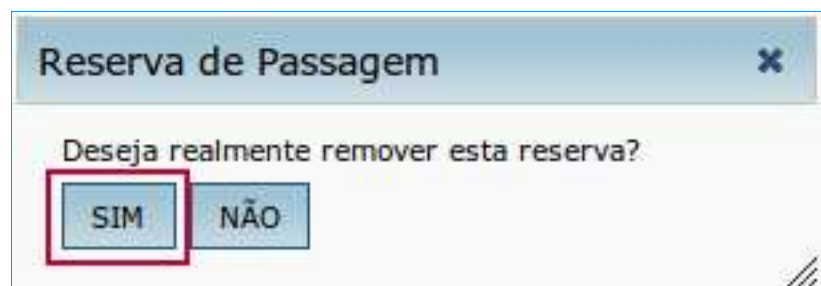 Reserva de Passagem
Deseja realmente remover esta reserva?
SIM NÃO